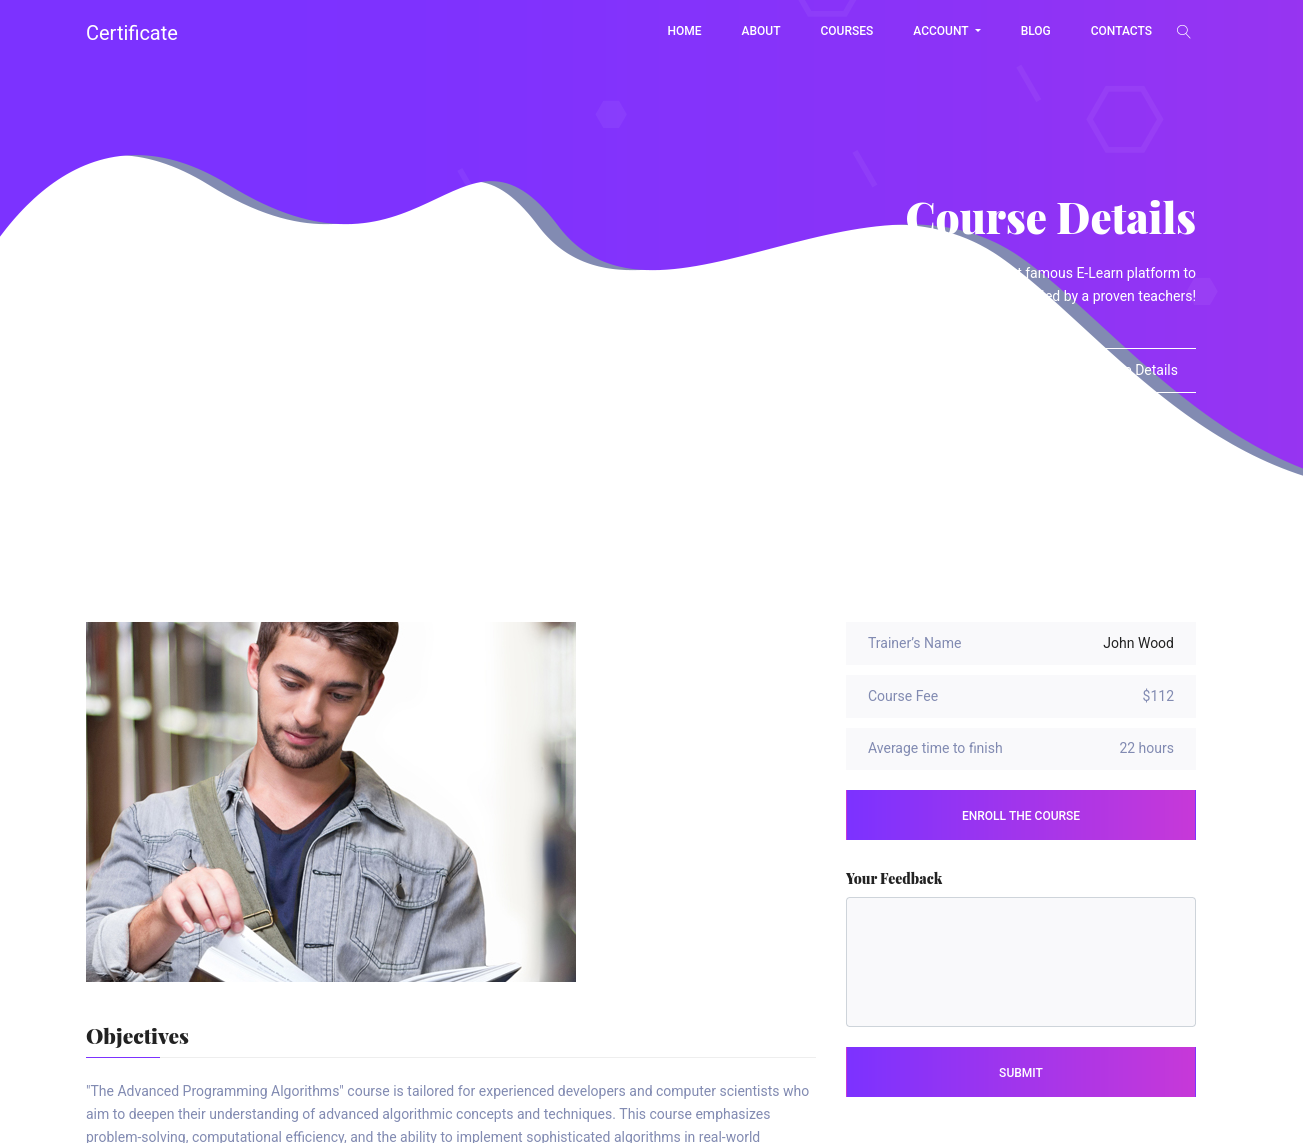 Certificate
HOME
ABOUT
COURSES
ACCOUNT
BLOG
CONTACTS
Course Details
famous E-Learn platform to
by a proven teachers!
Details
Trainer’s Name
John Wood
Course Fee
$112
Average time to finish
22 hours
ENROLL THE COURSE
Your Feedback
SUBMIT
Objectives
"The Advanced Programming Algorithms" course is tailored for experienced developers and computer scientists who
aim to deepen their understanding of advanced algorithmic concepts and techniques. This course emphasizes
problem-solving, computational efficiency, and the ability to implement sophisticated algorithms in real-world